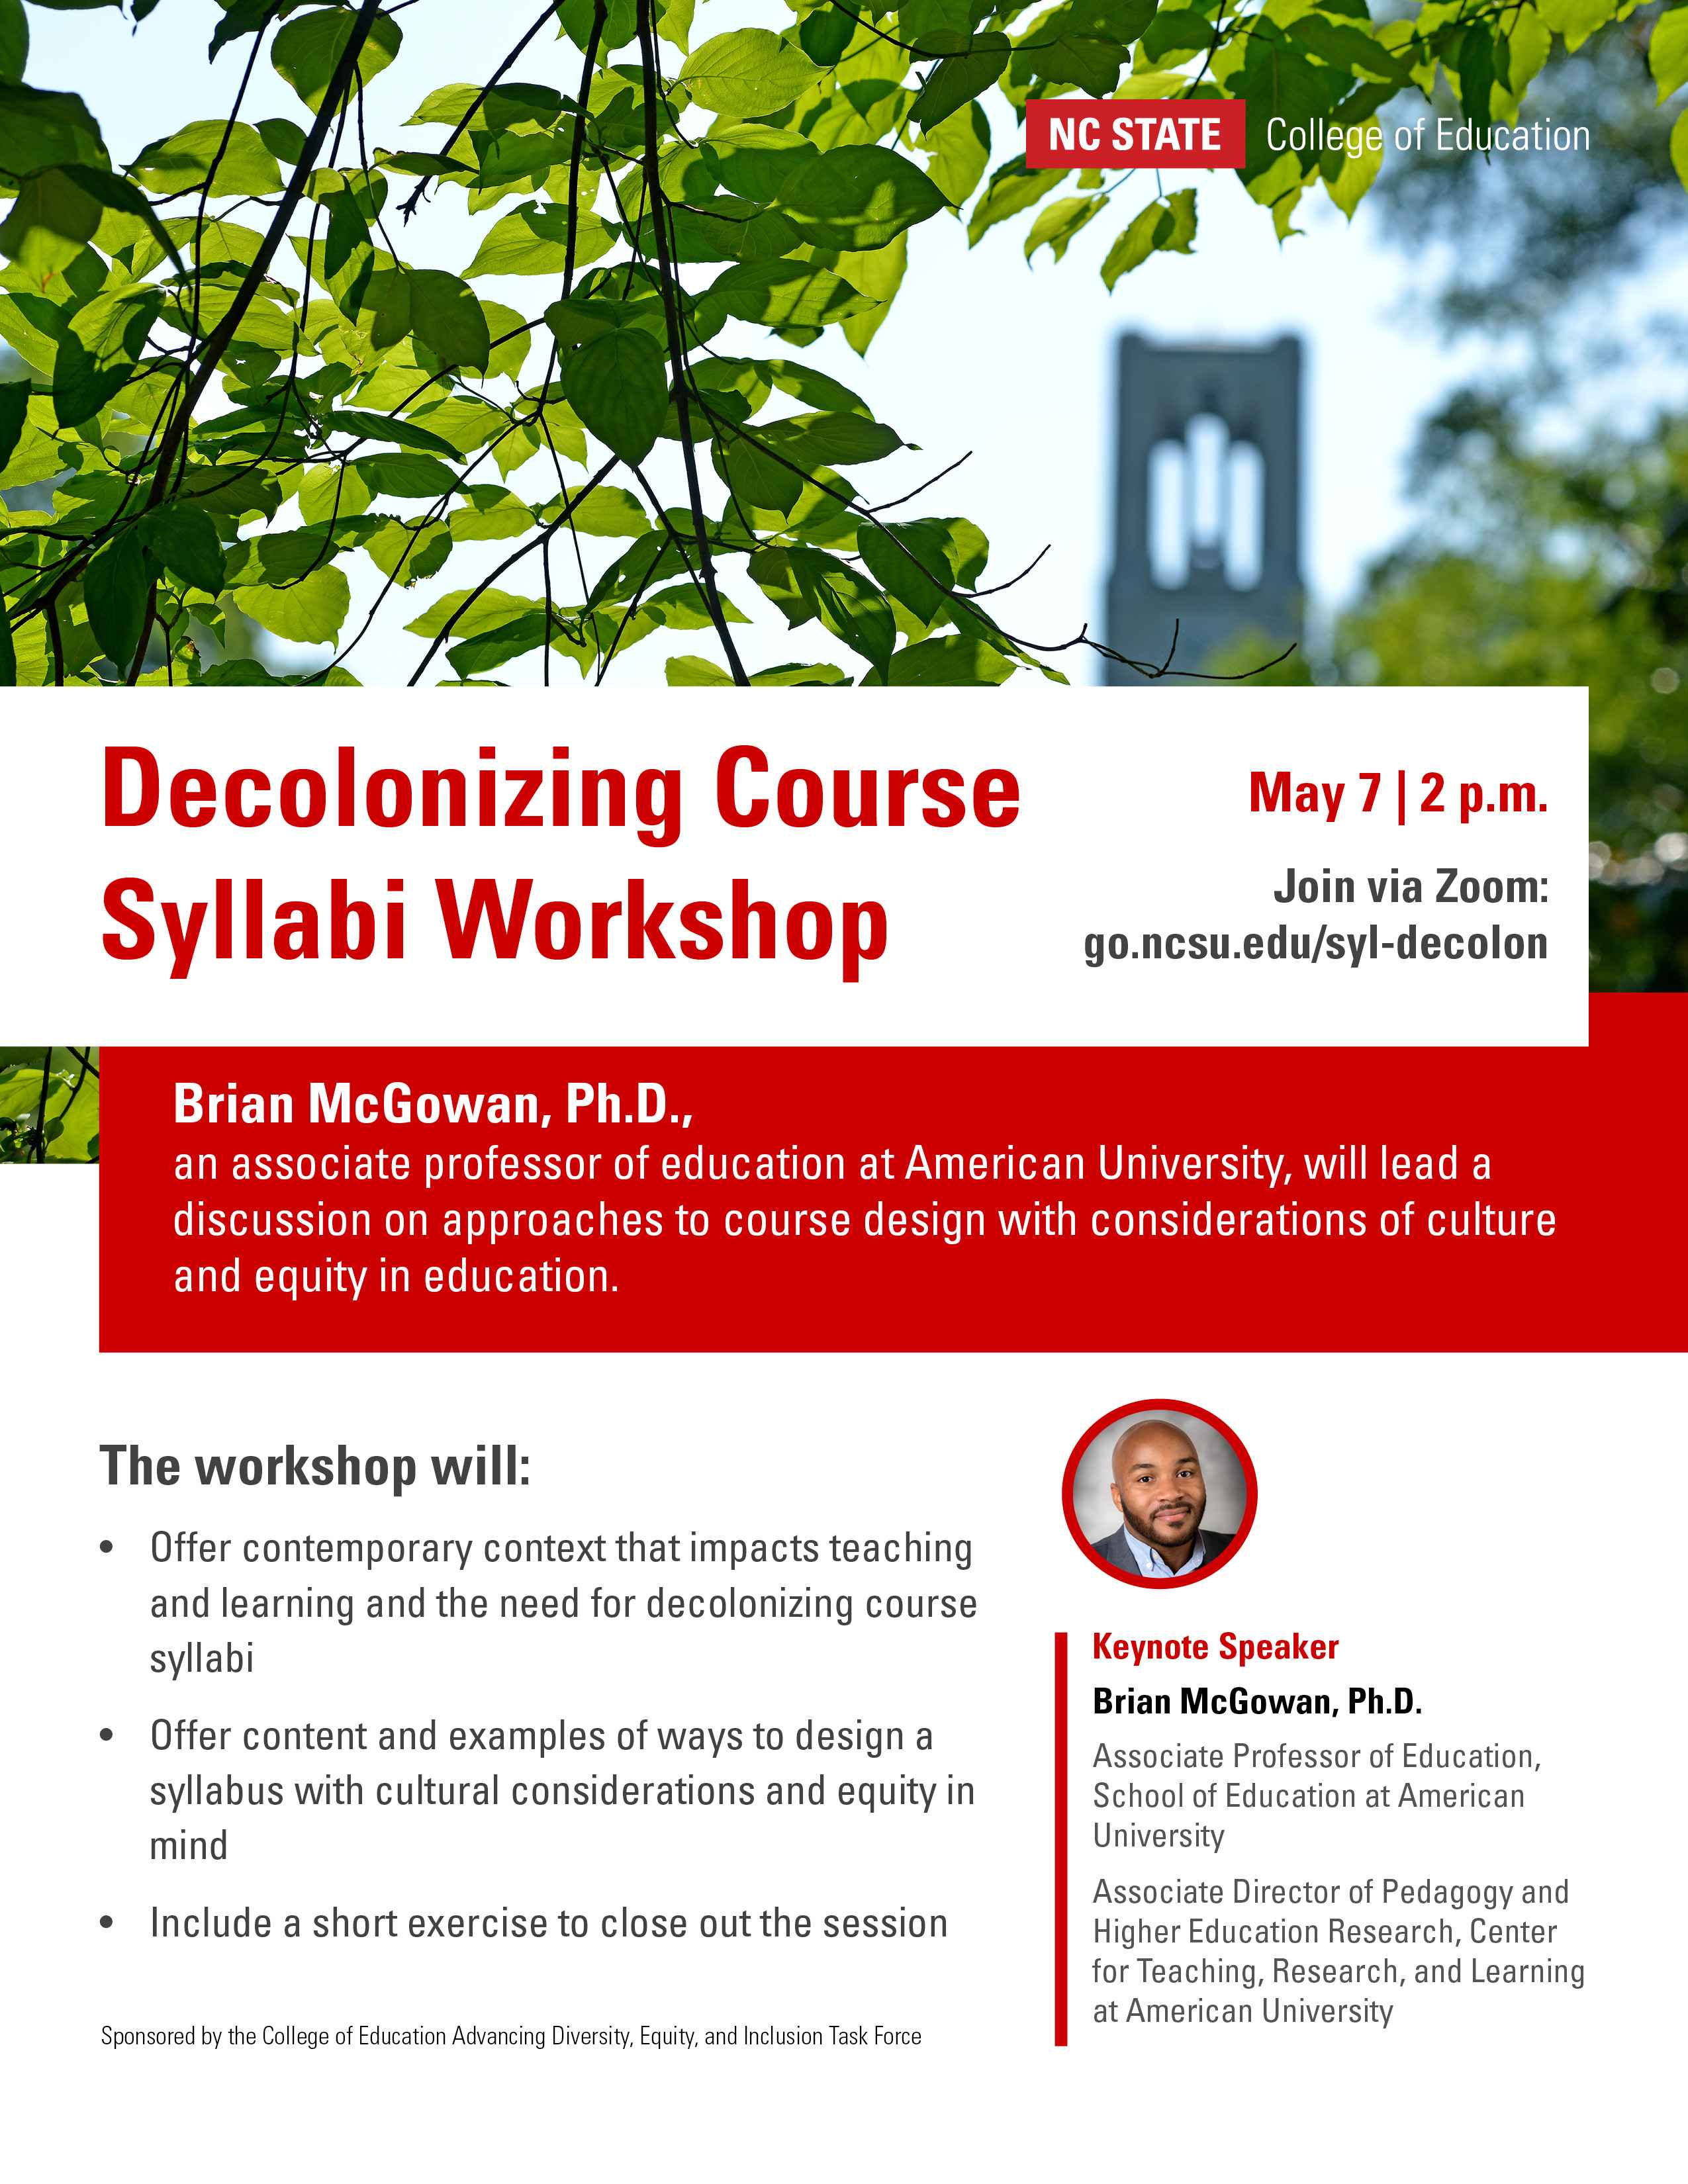 NC STATE College of Education
Decolonizing Course
Syllabi Workshop
May 7 | 2 p.m.
Join via Zoom:
go.ncsu.edu/syl-decolon
Brian McGowan, Ph.D.,
an associate professor of education at American University, will lead a
discussion on approaches to course design with considerations of culture
and equity in education.
The workshop will:
• Offer contemporary context that impacts teaching
and learning and the need for decolonizing course
syllabi
• Offer content and examples of ways to design a
syllabus with cultural considerations and equity in
mind
• Include a short exercise to close out the session
Sponsored by the College of Education Advancing Diversity, Equity, and Inclusion Task Force
Keynote Speaker
Brian McGowan, Ph.D.
Associate Professor of Education,
School of Education at American
University
Associate Director of Pedagogy and
Higher Education Research, Center
for Teaching, Research, and Learning
at American University